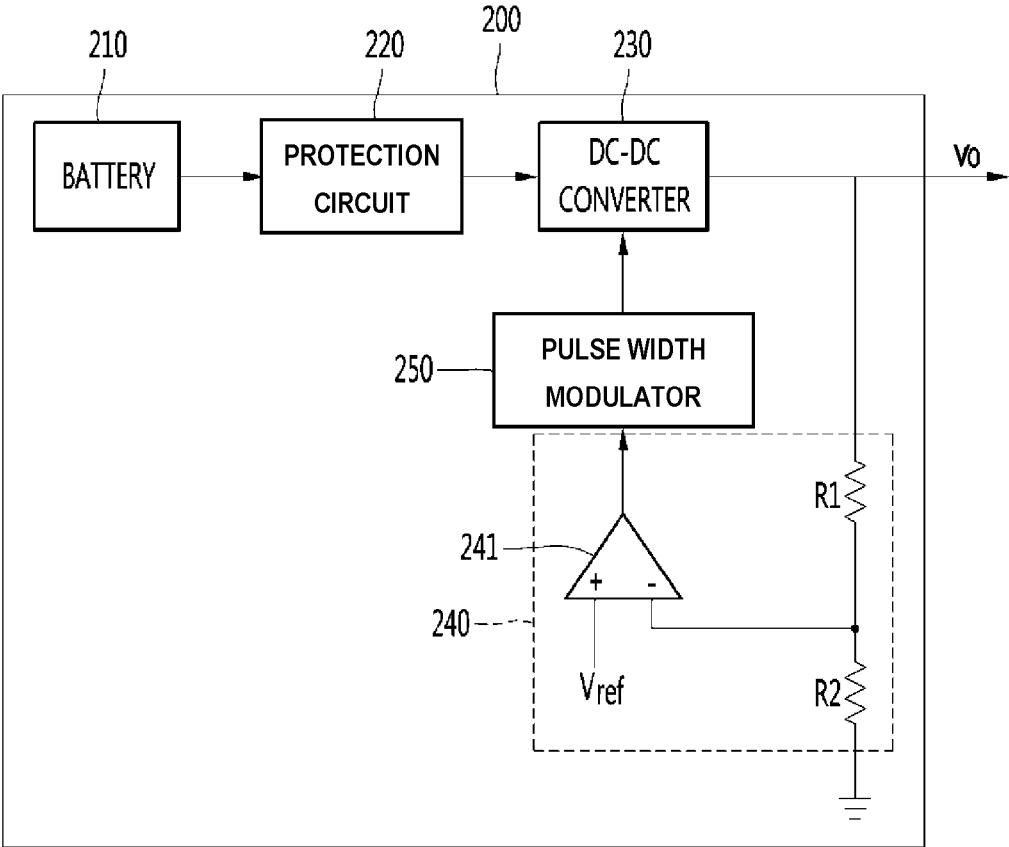 200
210
220
230
BATTERY
PROTECTION
CIRCUIT
DC-DC
CONVERTER
Vo
250
PULSE WIDTH
MODULATOR
R1
241
+
-
240
Vref
R2